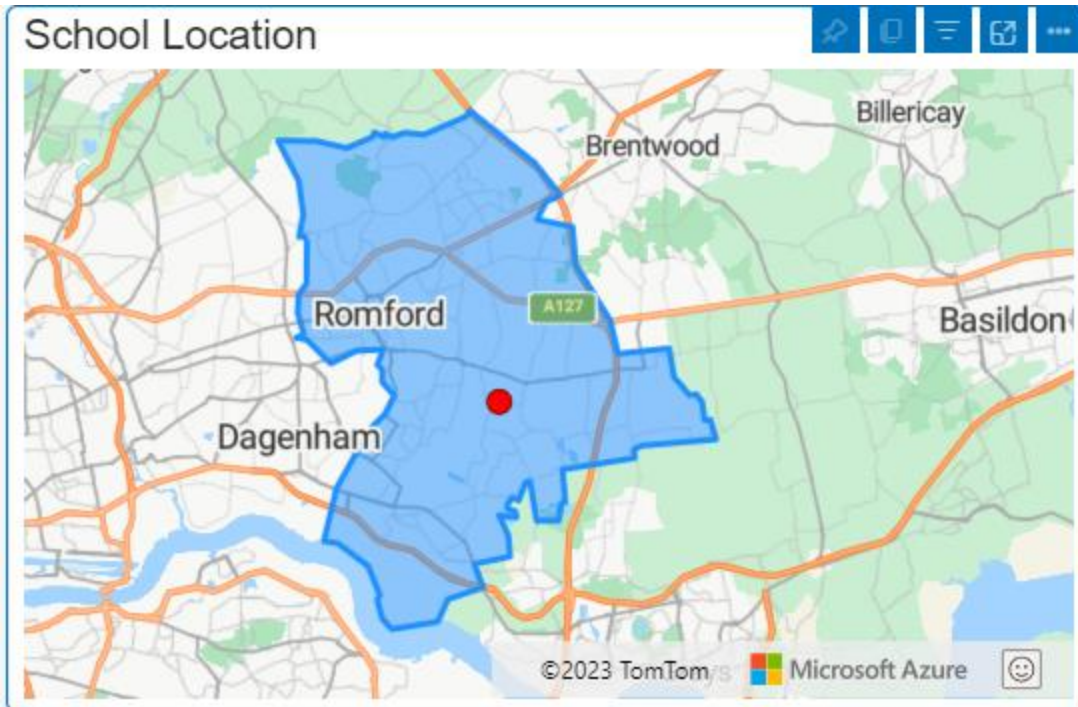 School Location
Billericay
Brentwood
A127
Romford
Basildon
Dagenham
©2023 TomTom
Microsoft Azure